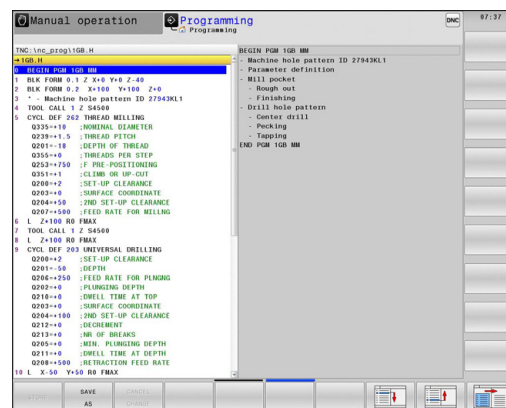 Manual operation
Programming
Programming
DNC
07:37
TNC:\nc_prog\1GB.H
→1GB.H
0 BEGIN PGM 1GB MM
1 BLK FORM 0.1 Z X+0 Y+0 Z-40
2 BLK FORM 0.2 X+100 Y+100 Z+0
3 * - Machine hole pattern ID 27943KL1
4 TOOL CALL 1 Z S4500
5 CYCL DEF 262 THREAD MILLING
Q335=+10 ;NOMINAL DIAMETER
Q239=+1.5 ;THREAD PITCH
Q201=-18 ;DEPTH OF THREAD
Q355=+0 ;THREADS PER STEP
Q253=+750 ;F PRE-POSITIONING
Q351=+1 ;CLIMB OR UP-CUT
Q200=+2 ;SET-UP CLEARANCE
Q203=+0 ;SURFACE COORDINATE
Q204=+50 ;2ND SET-UP CLEARANCE
Q207=+500 ;FEED RATE FOR MILLNG
6 L Z+100 R0 FMAX
7 TOOL CALL 1 Z S4500
8 L Z+100 R0 FMAX
9 CYCL DEF 203 UNIVERSAL DRILLING
Q200=+2 ;SET-UP CLEARANCE
Q201=-50 ;DEPTH
Q206=+250 ;FEED RATE FOR PLNGNG
Q202=+0 ;PLUNGING DEPTH
Q210=+0 ;DWELL TIME AT TOP
Q203=+0 ;SURFACE COORDINATE
Q204=+100 ;2ND SET-UP CLEARANCE
Q212=+0 ;DECREMENT
Q213=+0 ;NR OF BREAKS
Q205=+0 ;MIN. PLUNGING DEPTH
Q211=+0 ;DWELL TIME AT DEPTH
Q208=+500 ;RETRACTION FEED RATE
10 L X-50 Y+50 R0 FMAX
BEGIN PGM 1GB MM
- Machine hole pattern ID 27943KL1
- Parameter definition
- Mill pocket
- Rough out
- Finishing
- Drill hole pattern
- Center drill
- Pecking
- Tapping
END PGM 1GB MM
STORE
SAVE
AS
CANCEL
CHANGE